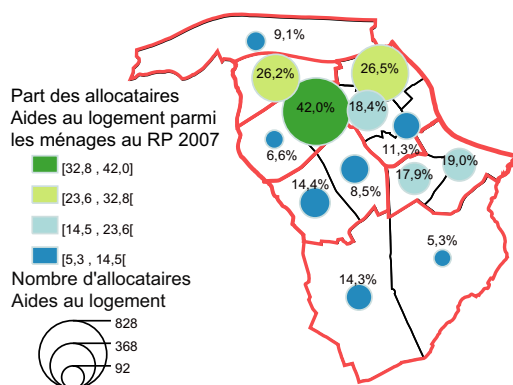 9,1%
26,2%
26,5%
42,0%
18,4%
11,3%
6,6%
8,5%
14,4%
17,9%
19,0%
5,3%
14,3%
Part des allocataires
Aides au logement parmi
les ménages au RP 2007
[32,8 , 42,0]
[23,6 , 32,8[
[14,5 , 23,6[
[5,3 , 14,5[
Nombre d'allocataires
Aides au logement
828
368
92